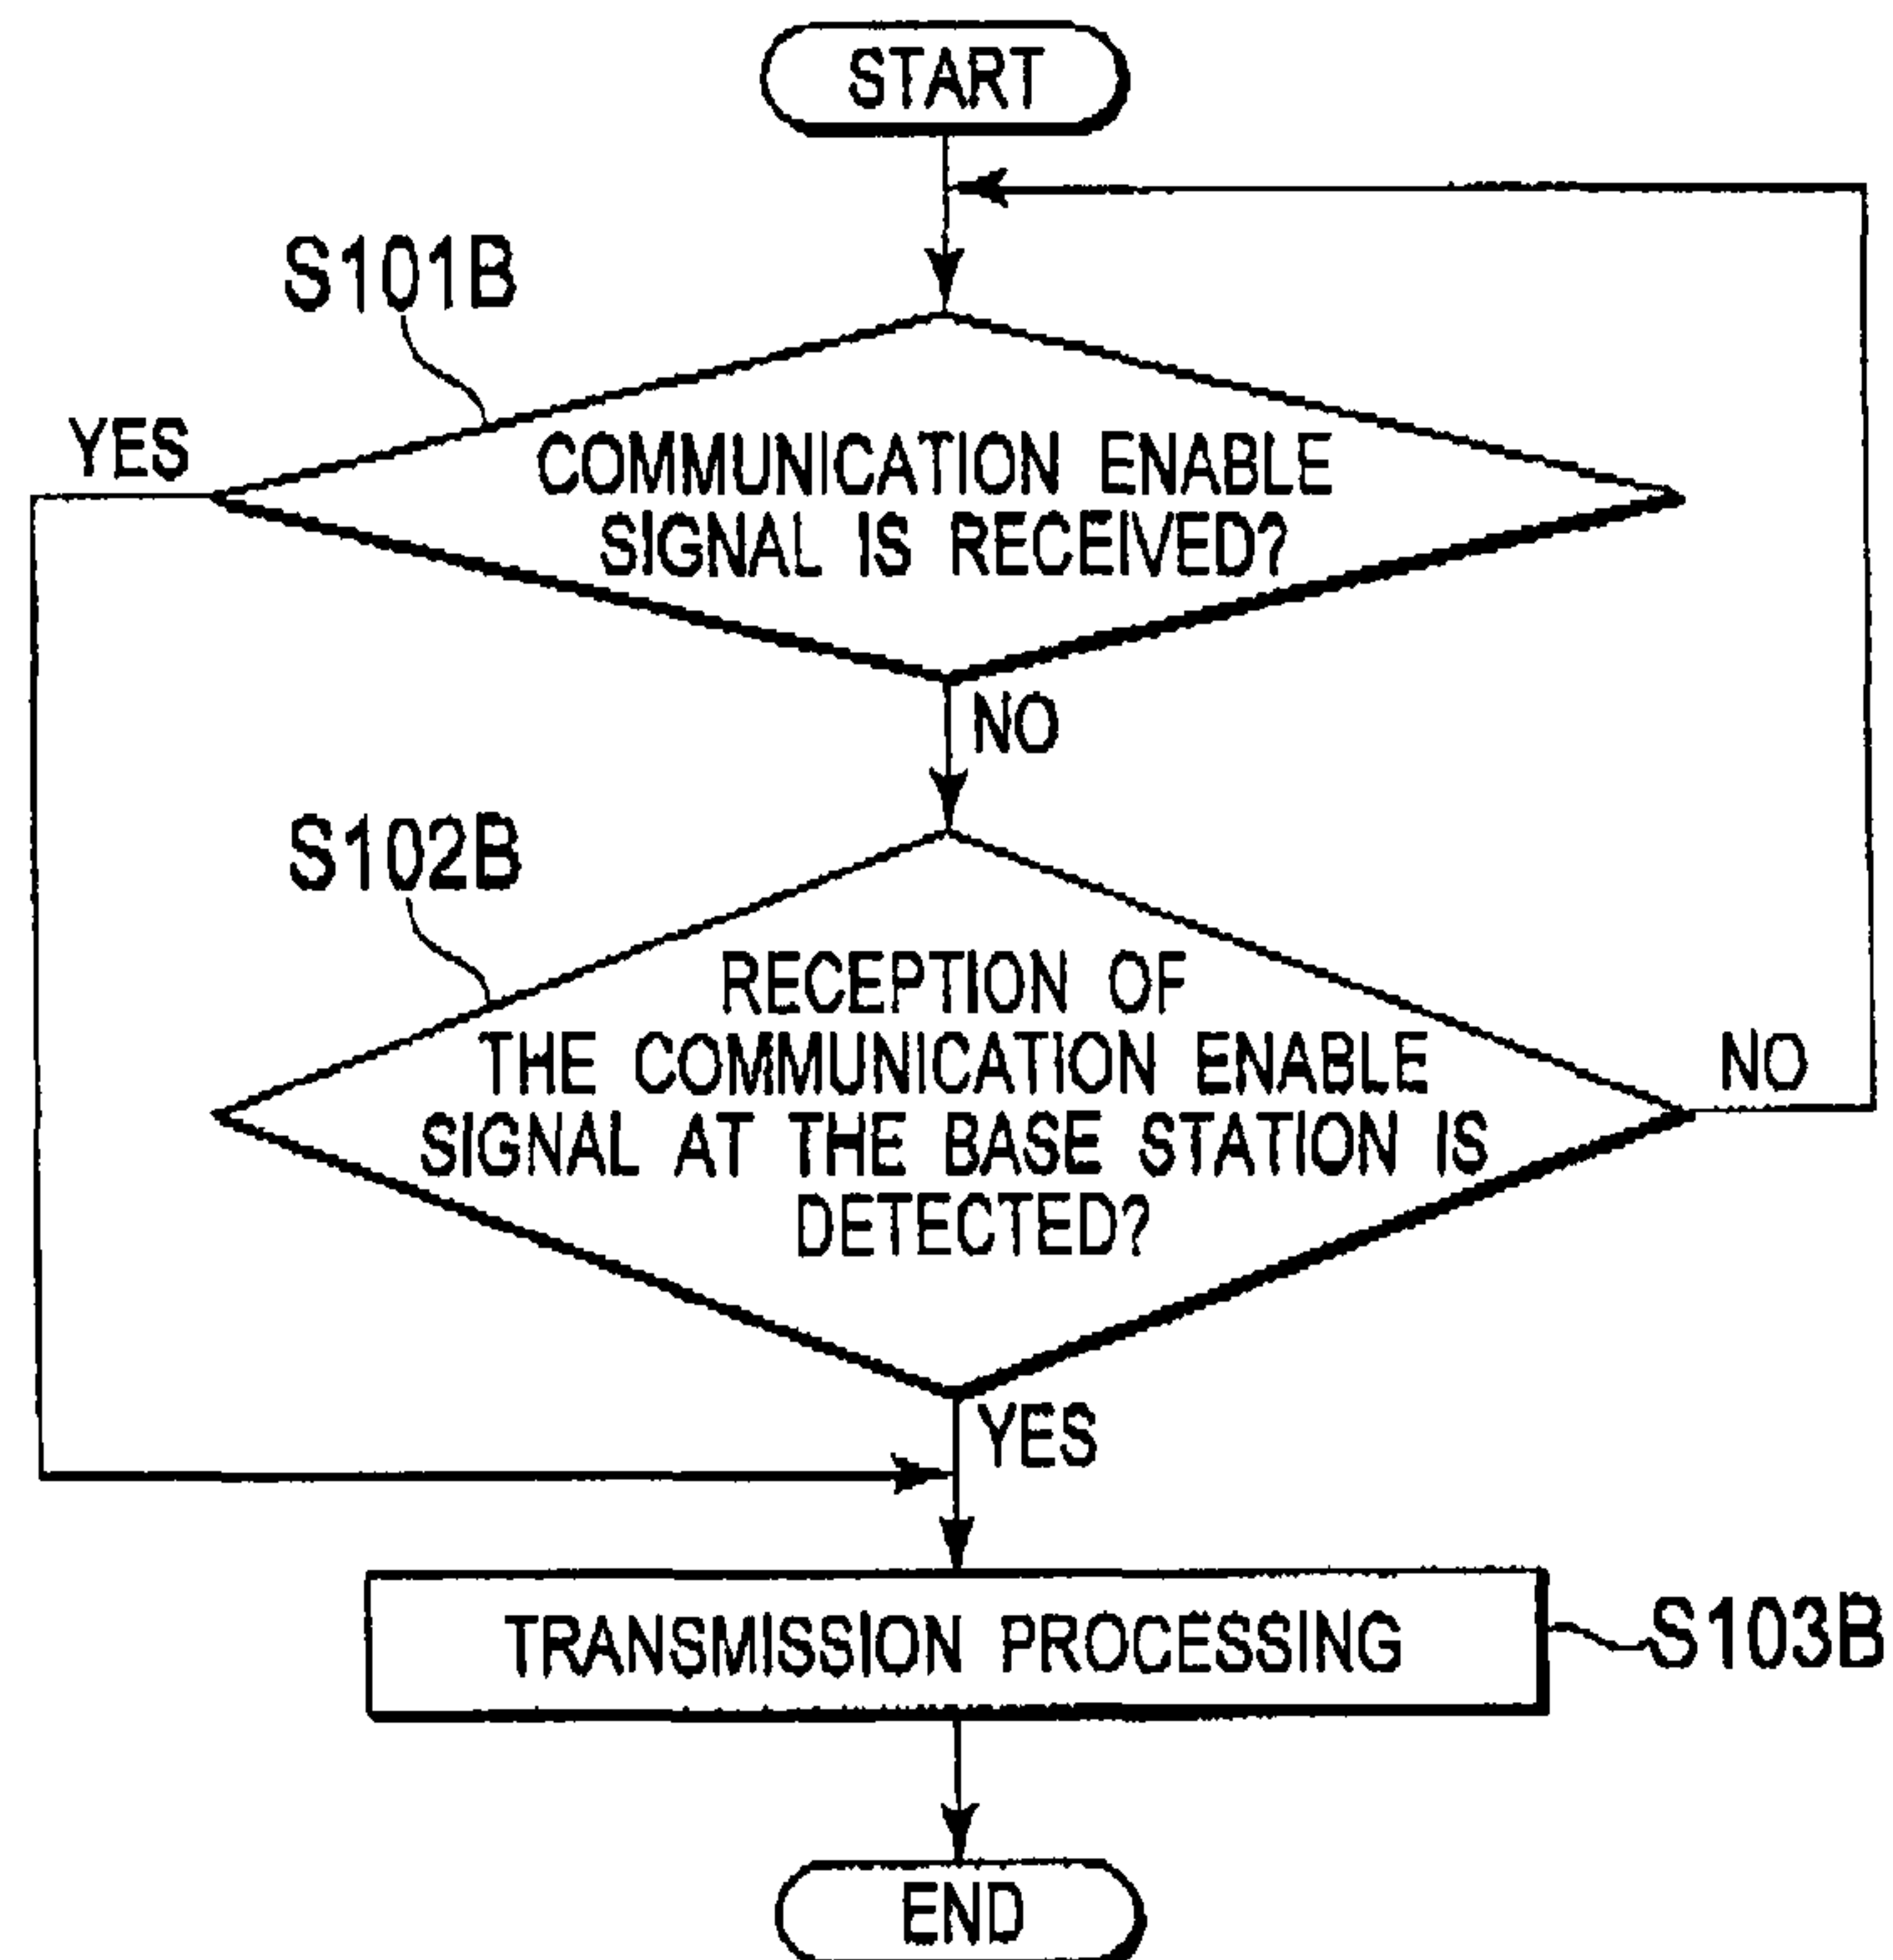 START
S101B
YES
COMMUNICATION ENABLE
SIGNAL IS RECEIVED?
NO
S102B
RECEPTION OF
THE COMMUNICATION ENABLE
SIGNAL AT THE BASE STATION IS
DETECTED?
NO
YES
TRANSMISSION PROCESSING
S103B
END